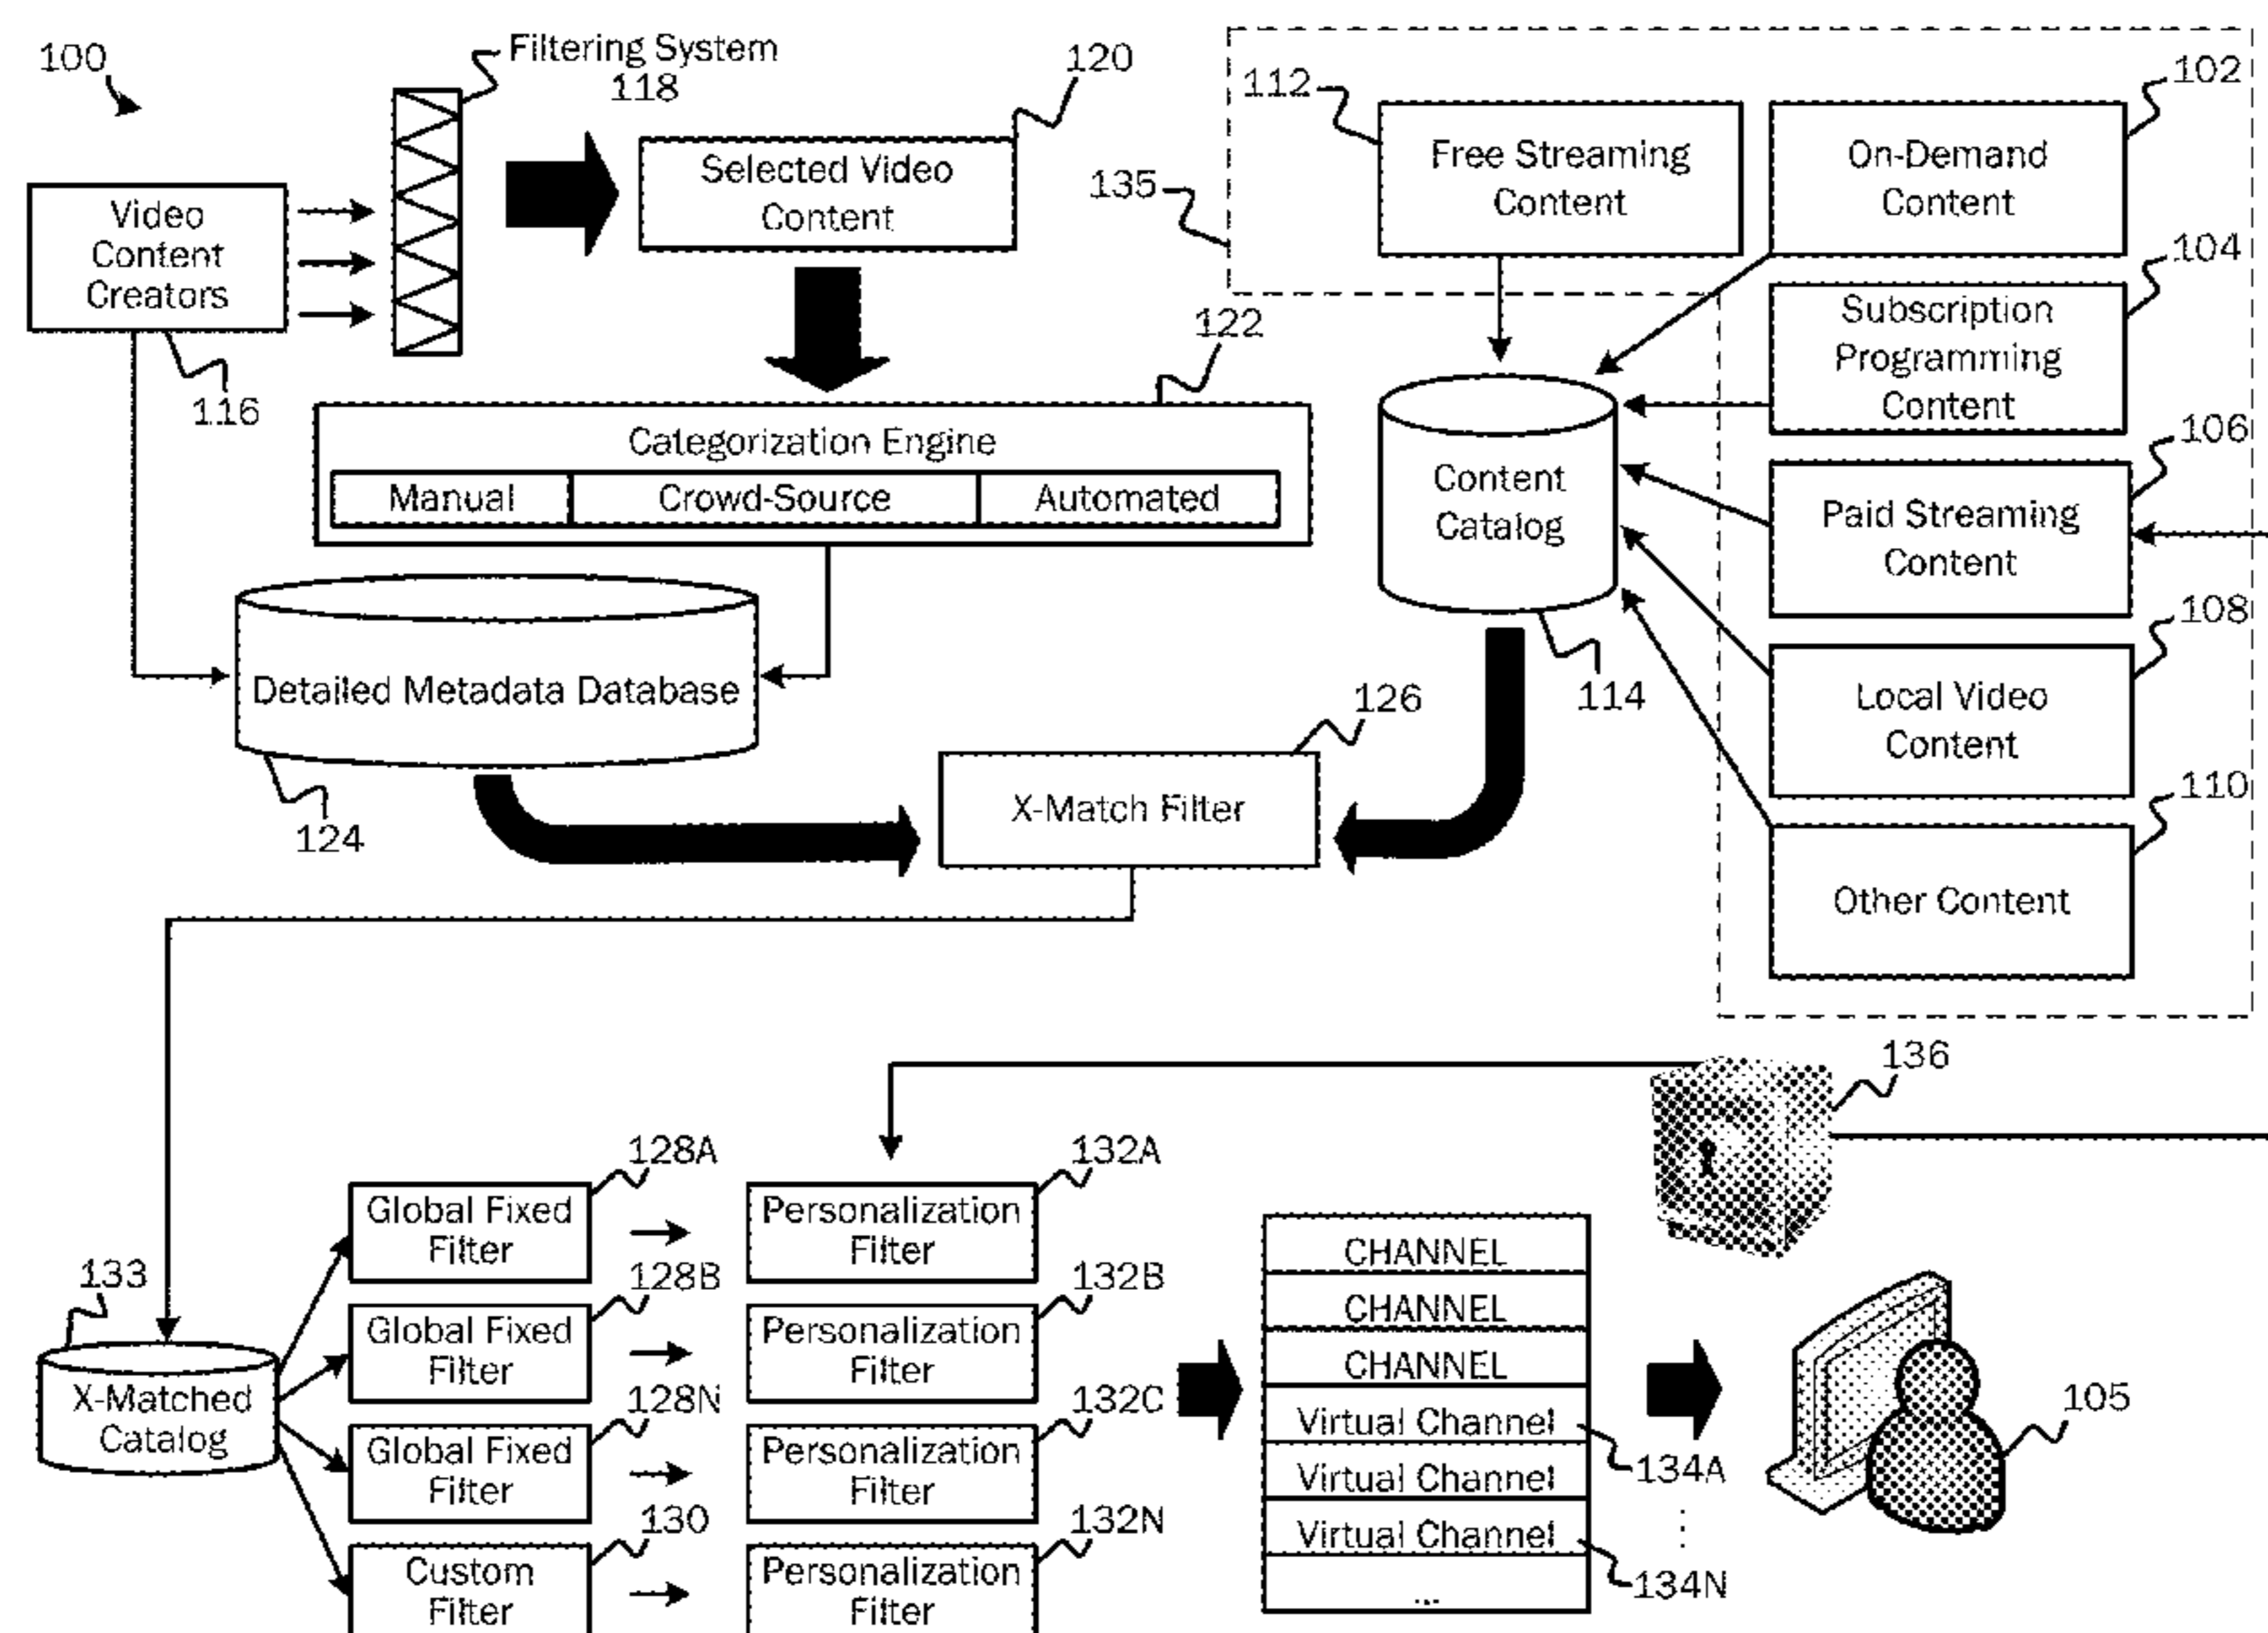 100
Filtering System
118
120
Video
Content
Creators
116
Selected Video
Content
135
112
Free Streaming
Content
102
On-Demand
Content
104
Subscription
Programming
Content
106
Paid Streaming
Content
108
Local Video
Content
110
Other Content
122
Categorization Engine
Manual
Crowd-Source
Automated
Content
Catalog
114
Detailed Metadata Database
124
126
X-Match Filter
136
133
X-Matched
Catalog
128A
Global Fixed
Filter
128B
Global Fixed
Filter
128N
Global Fixed
Filter
130
Custom
Filter
132A
Personalization
Filter
132B
Personalization
Filter
132C
Personalization
Filter
132N
Personalization
Filter
CHANNEL
CHANNEL
CHANNEL
Virtual Channel
Virtual Channel
Virtual Channel
...
134A
⋮
134N
105